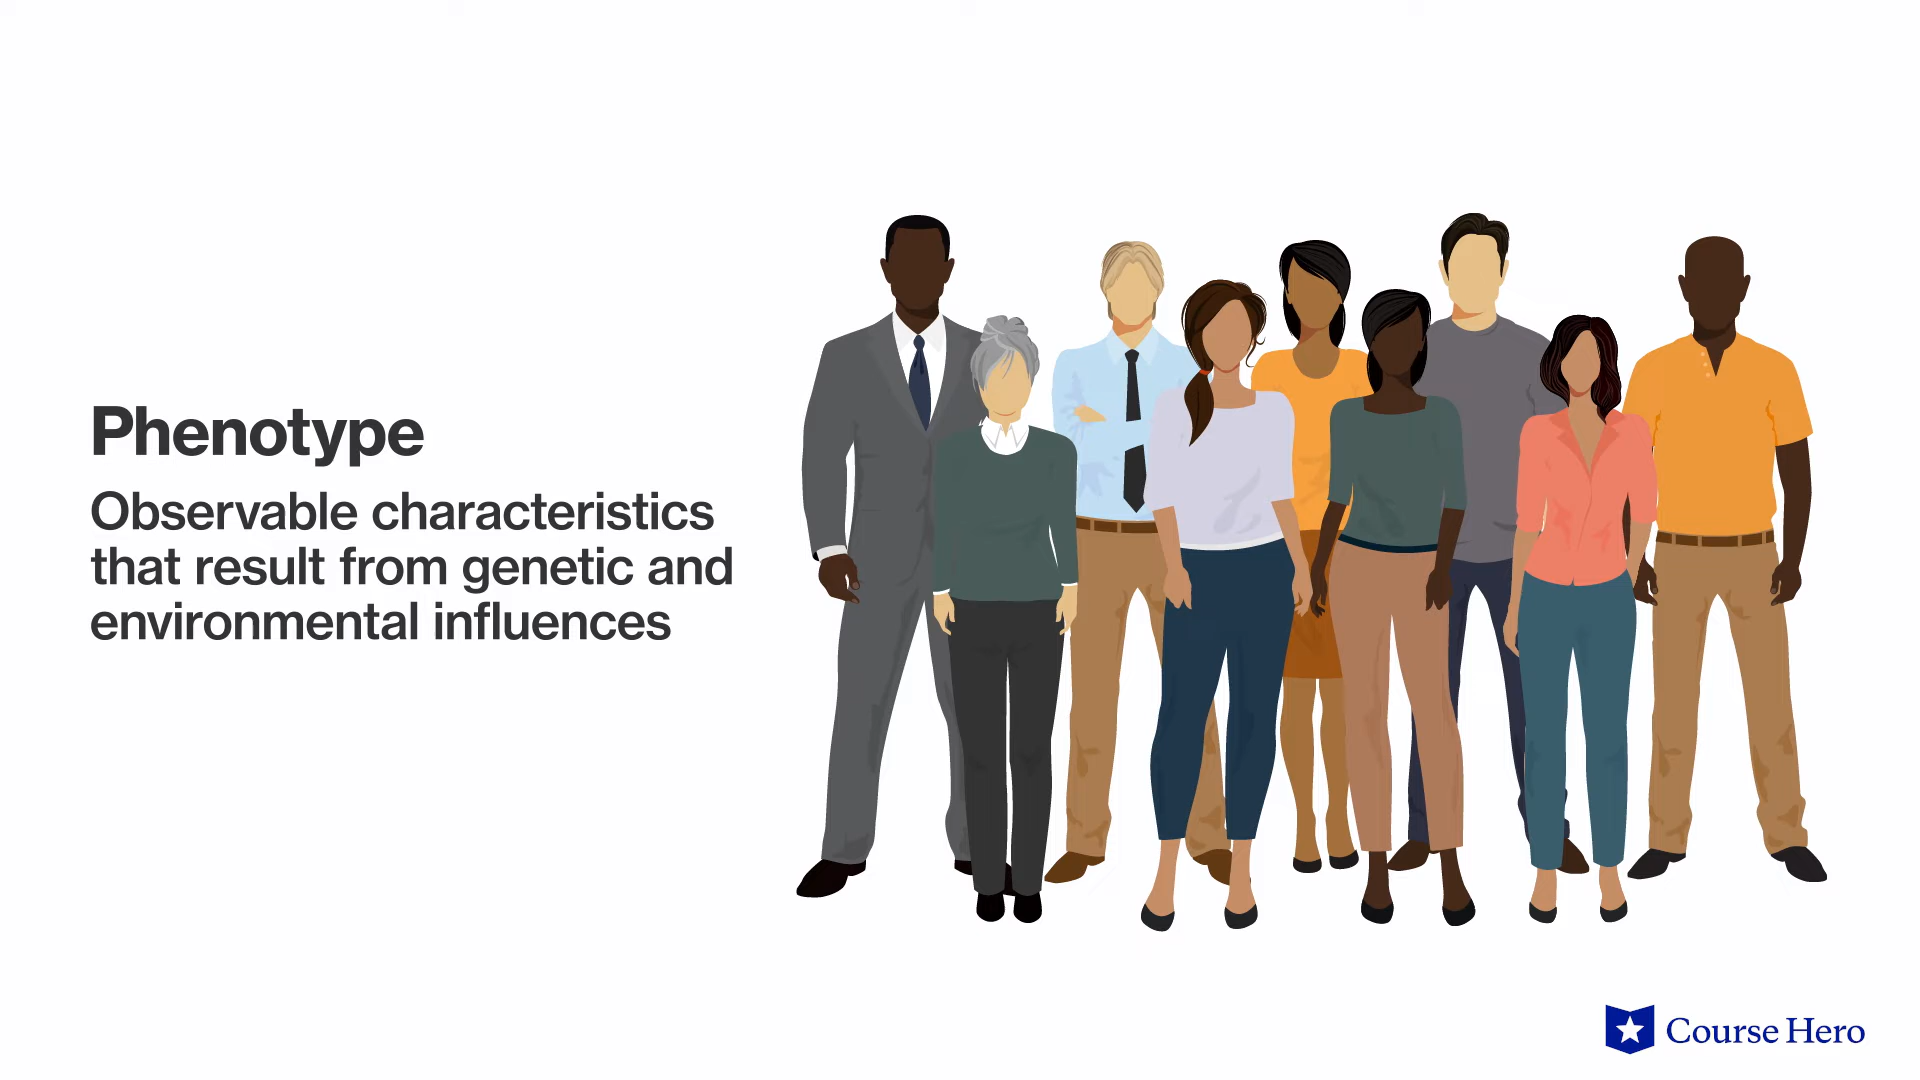 Phenotype
Observable characteristics
that result from genetic and
environmental influences
Course Hero